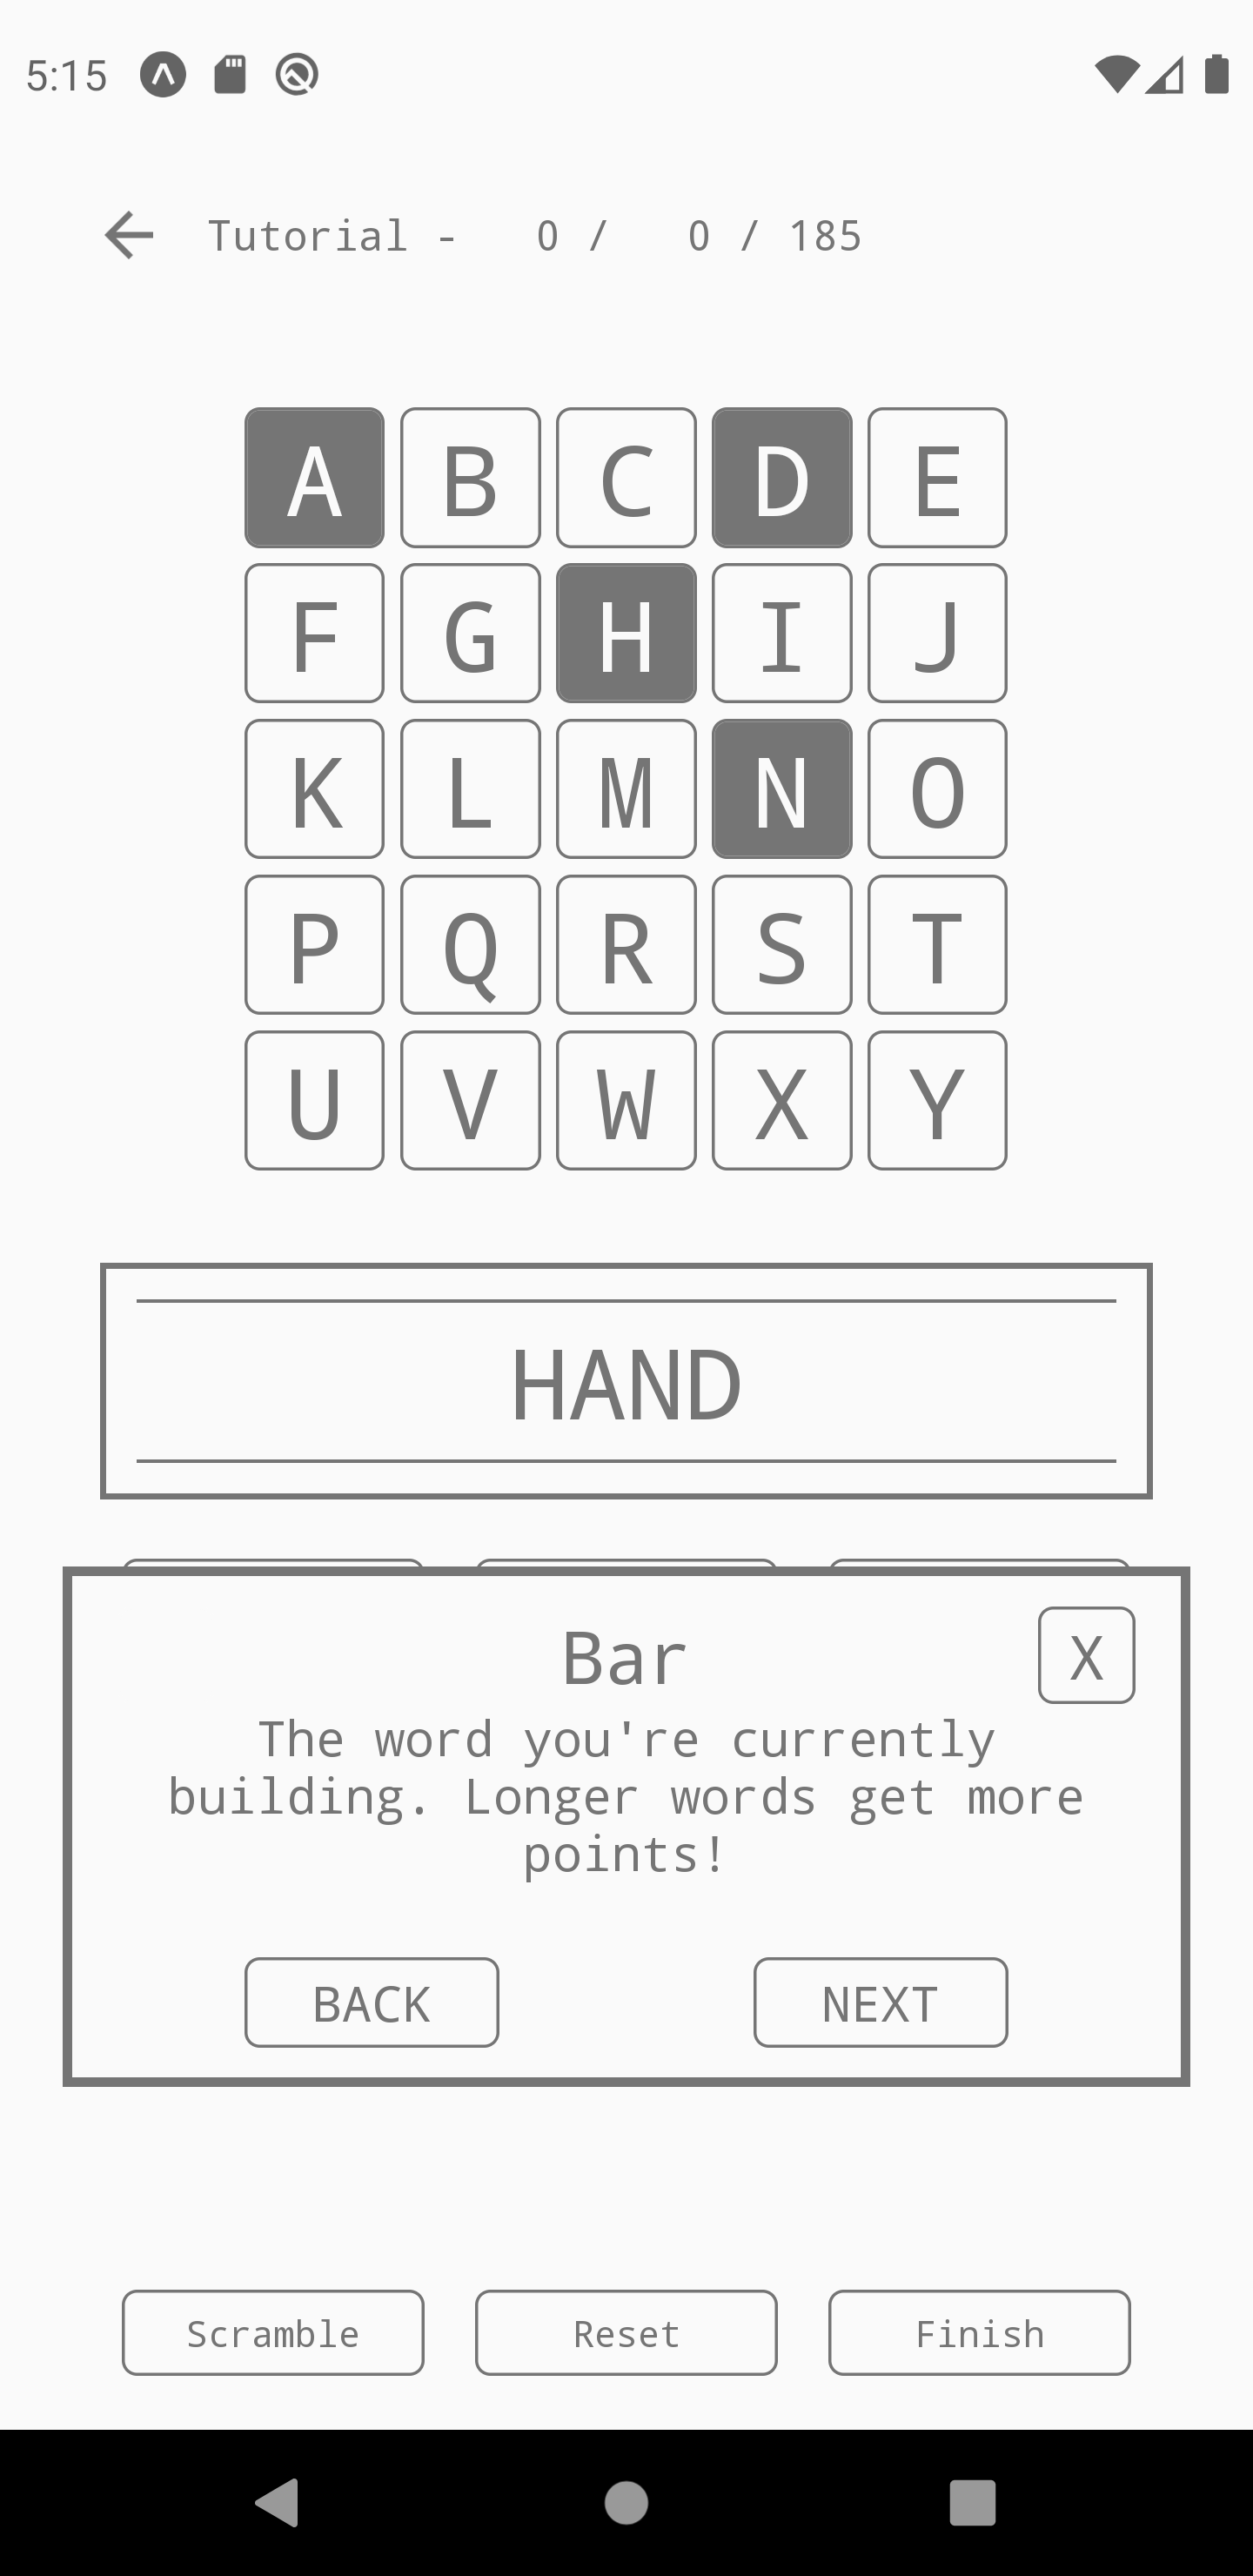 5:15
Tutorial -   0 /   0 / 185
A B C D E
F G H I J
K L M N O
P Q R S T
U V W X Y
HAND
Bar
X
The word you're currently
building. Longer words get more
points!
BACK NEXT
Scramble Reset Finish